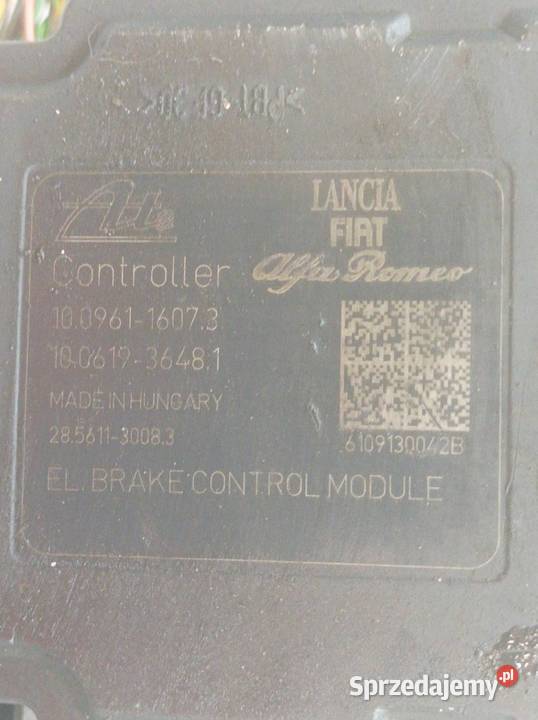 >PBT-GF30<
Ate
LANCIA
FIAT
Alfa Romeo
Controller
10.0961-1607.3
10.0619-3648.1
MADE IN HUNGARY
28.5611-3008.3
6109130042B
EL. BRAKE CONTROL MODULE
Sprzedajemy.pl